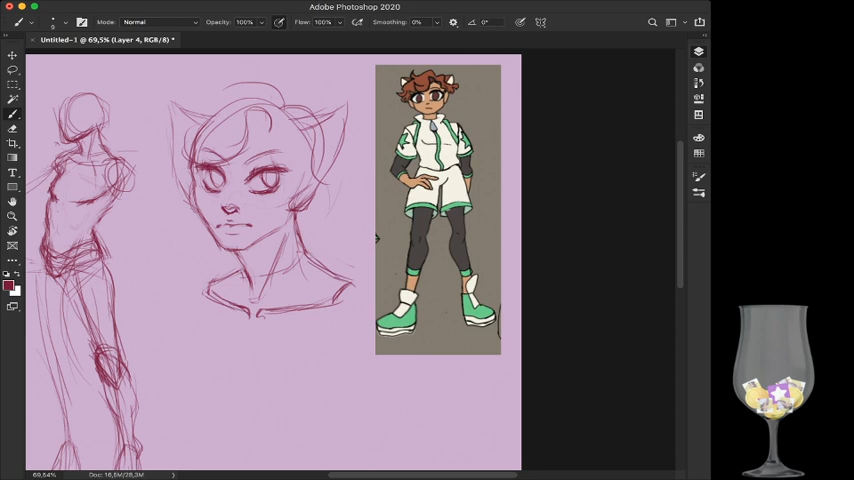 Adobe Photoshop 2020
Mode: Normal Opacity: 100% Flow: 100% Smoothing: 0% 0°
Untitled-1 @ 69,5% (Layer 4, RGB/8) *
69,54% Doc: 16,5M/28,3M